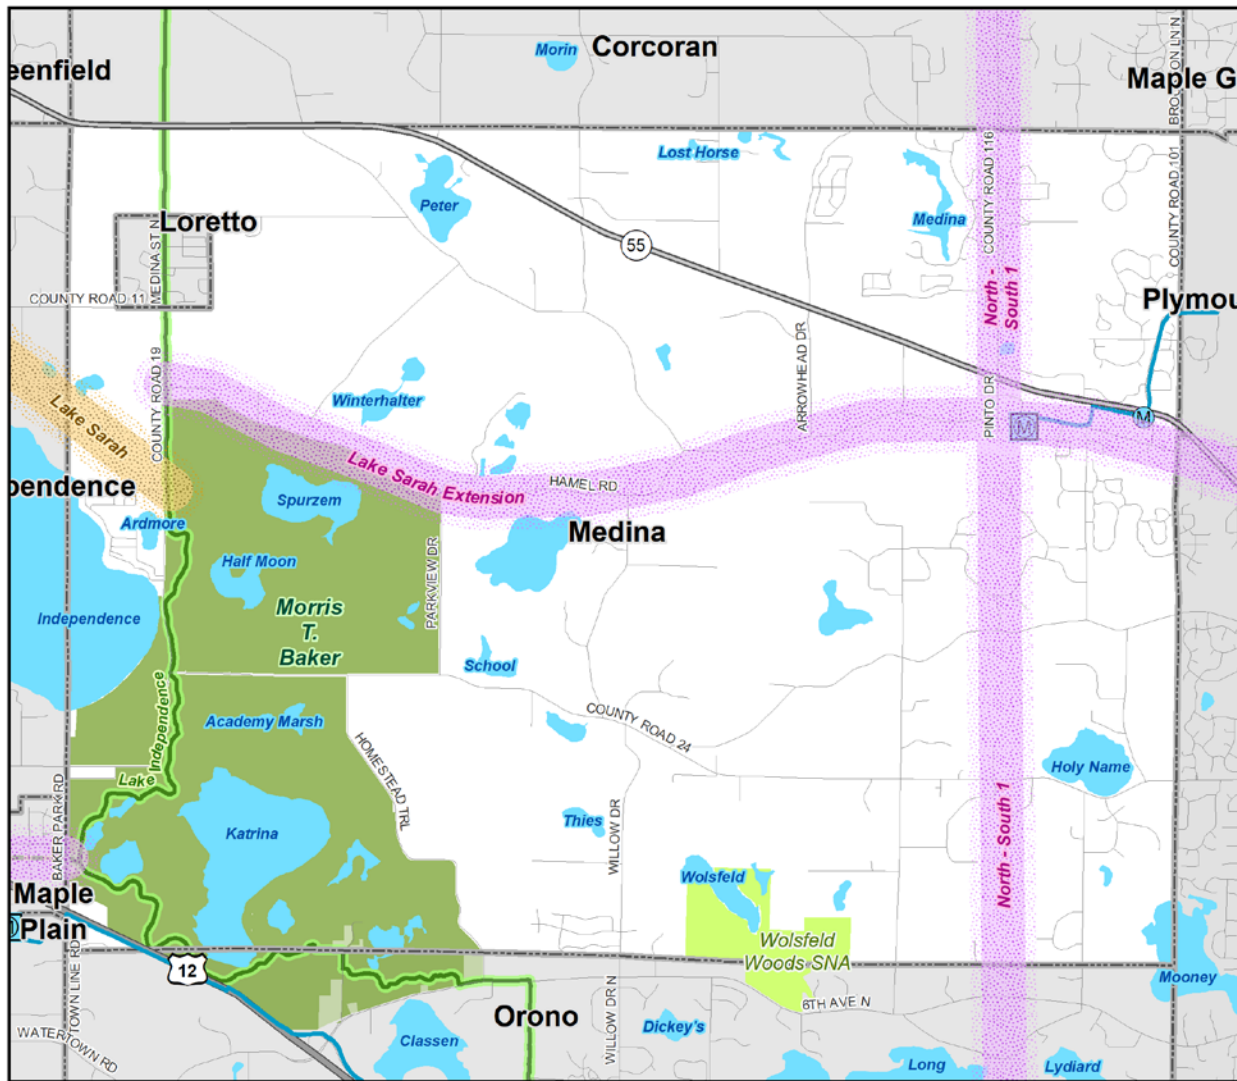 Morin
Corcoran
eenfield
Maple G
BROCKTON LN N
Lost Horse
COUNTY ROAD 116
COUNTY ROAD 101
Peter
Medina
Loretto
MEDINA ST N
55
COUNTY ROAD 11
North -
South 1
Plymou
COUNTY ROAD 19
ARROWHEAD DR
PINTO DR
Winterhalter
Lake Sarah
M
M
Lake Sarah Extension
HAMEL RD
pendence
Spurzem
Ardmore
Medina
Half Moon
PARKVIEW DR
Independence
Morris
T.
Baker
School
Lake Independence
Academy Marsh
COUNTY ROAD 24
HOMESTEAD TRL
Holy Name
BAKER PARK RD
Katrina
Thies
WILLOW DR
North - South 1
Wolsfeld
Maple
Plain
Wolsfeld
Woods SNA
12
TOWN LINE RD
WILLOW DR N
Mooney
6TH AVE N
Orono
Dickey's
WATERTOWN RD
Classen
Long
Lydiard